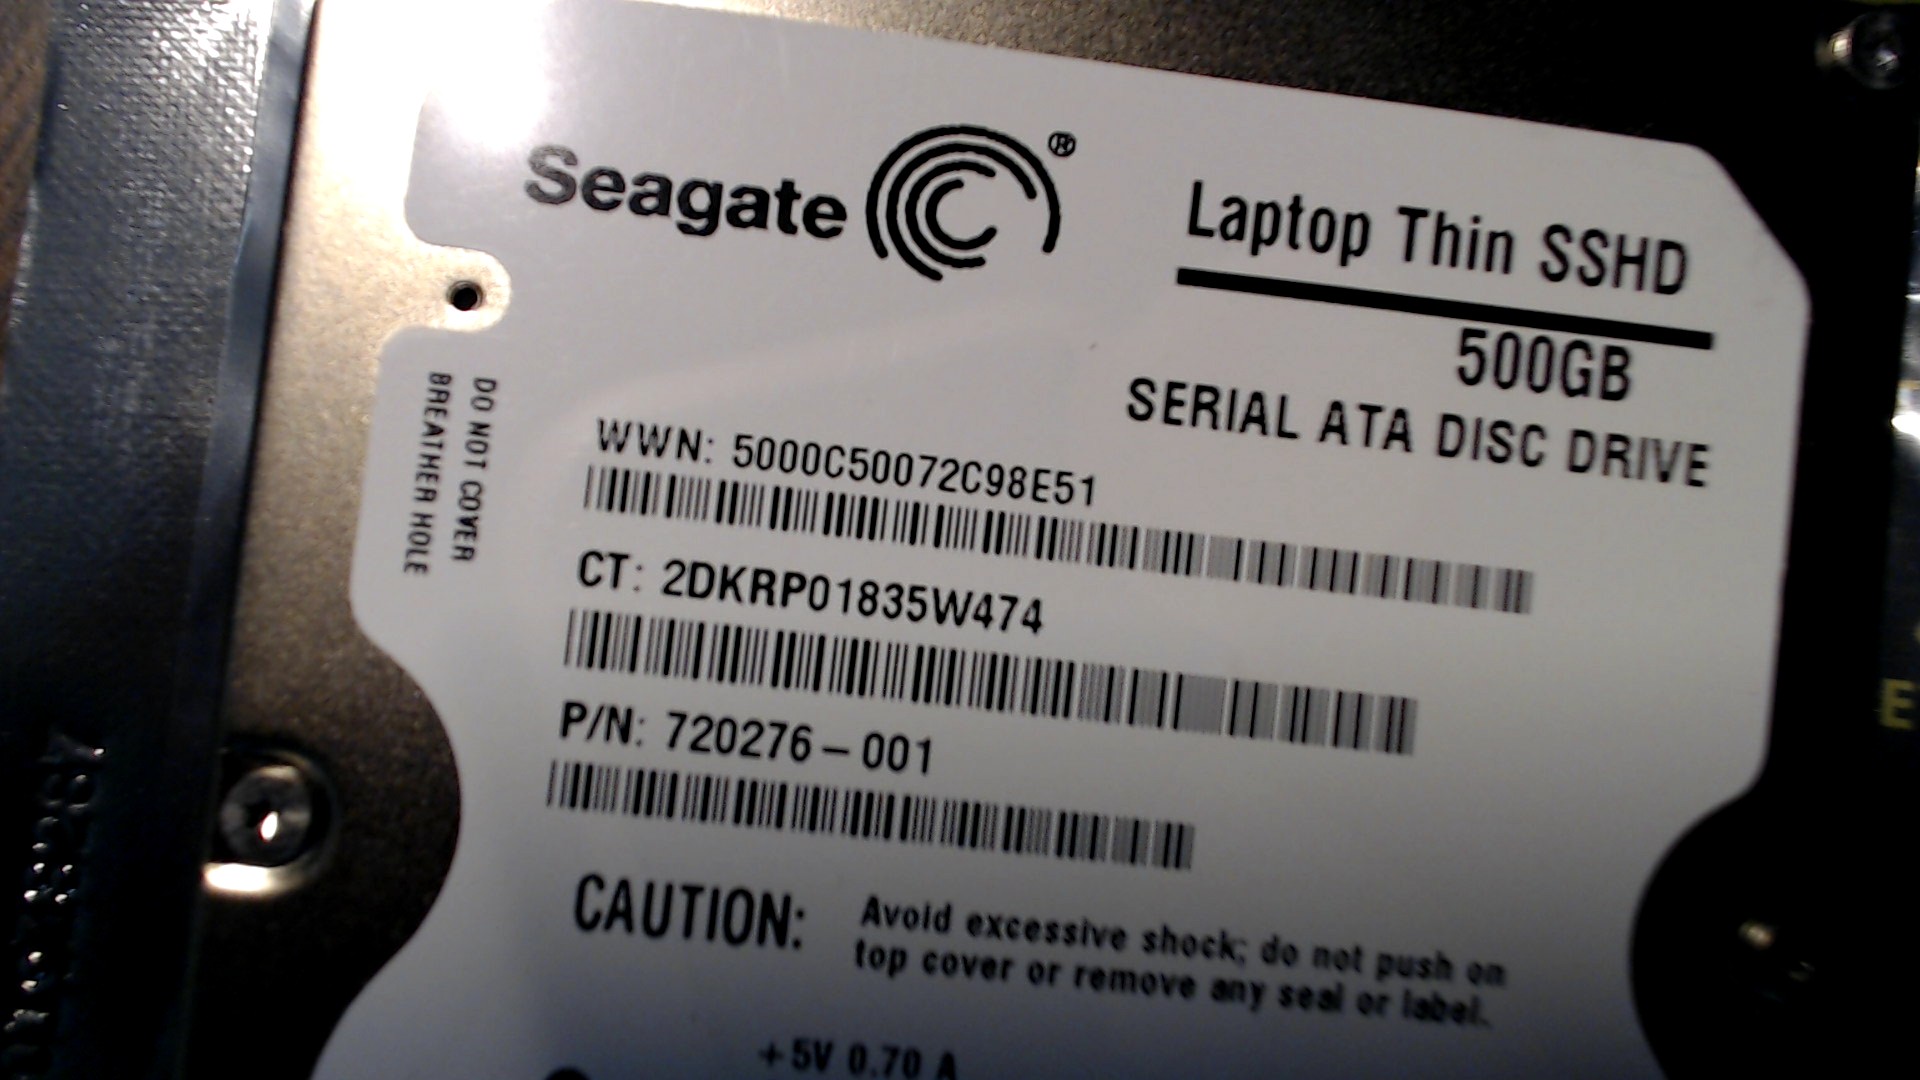 Seagate ®
Laptop Thin SSHD
500GB
SERIAL ATA DISC DRIVE
DO NOT COVER
BREATHER HOLE
WWN: 5000C50072C98E51
CT: 2DKRP01835W474
P/N: 720276-001
CAUTION: Avoid excessive shock; do not push on
top cover or remove any seal or label.
+5V 0.70 A
E